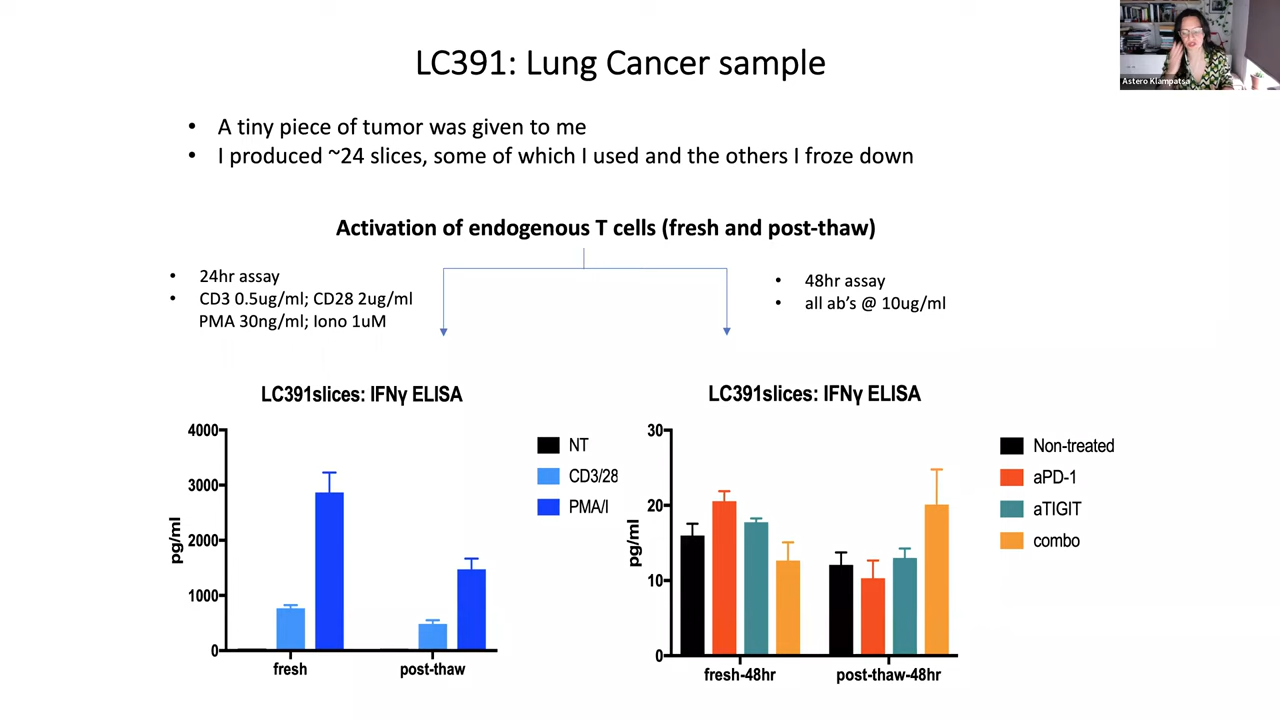 LC391: Lung Cancer sample
Astero Klampatsa
• A tiny piece of tumor was given to me
• I produced ~24 slices, some of which I used and the others I froze down
Activation of endogenous T cells (fresh and post-thaw)
• 24hr assay
• CD3 0.5ug/ml; CD28 2ug/ml
PMA 30ng/ml; Iono 1uM
• 48hr assay
• all ab's @ 10ug/ml
LC391slices: IFNγ ELISA
4000
3000
2000
1000
0
pg/ml
fresh
post-thaw
NT
CD3/28
PMA/I
LC391slices: IFNγ ELISA
30
20
10
0
pg/ml
fresh-48hr
post-thaw-48hr
Non-treated
aPD-1
aTIGIT
combo